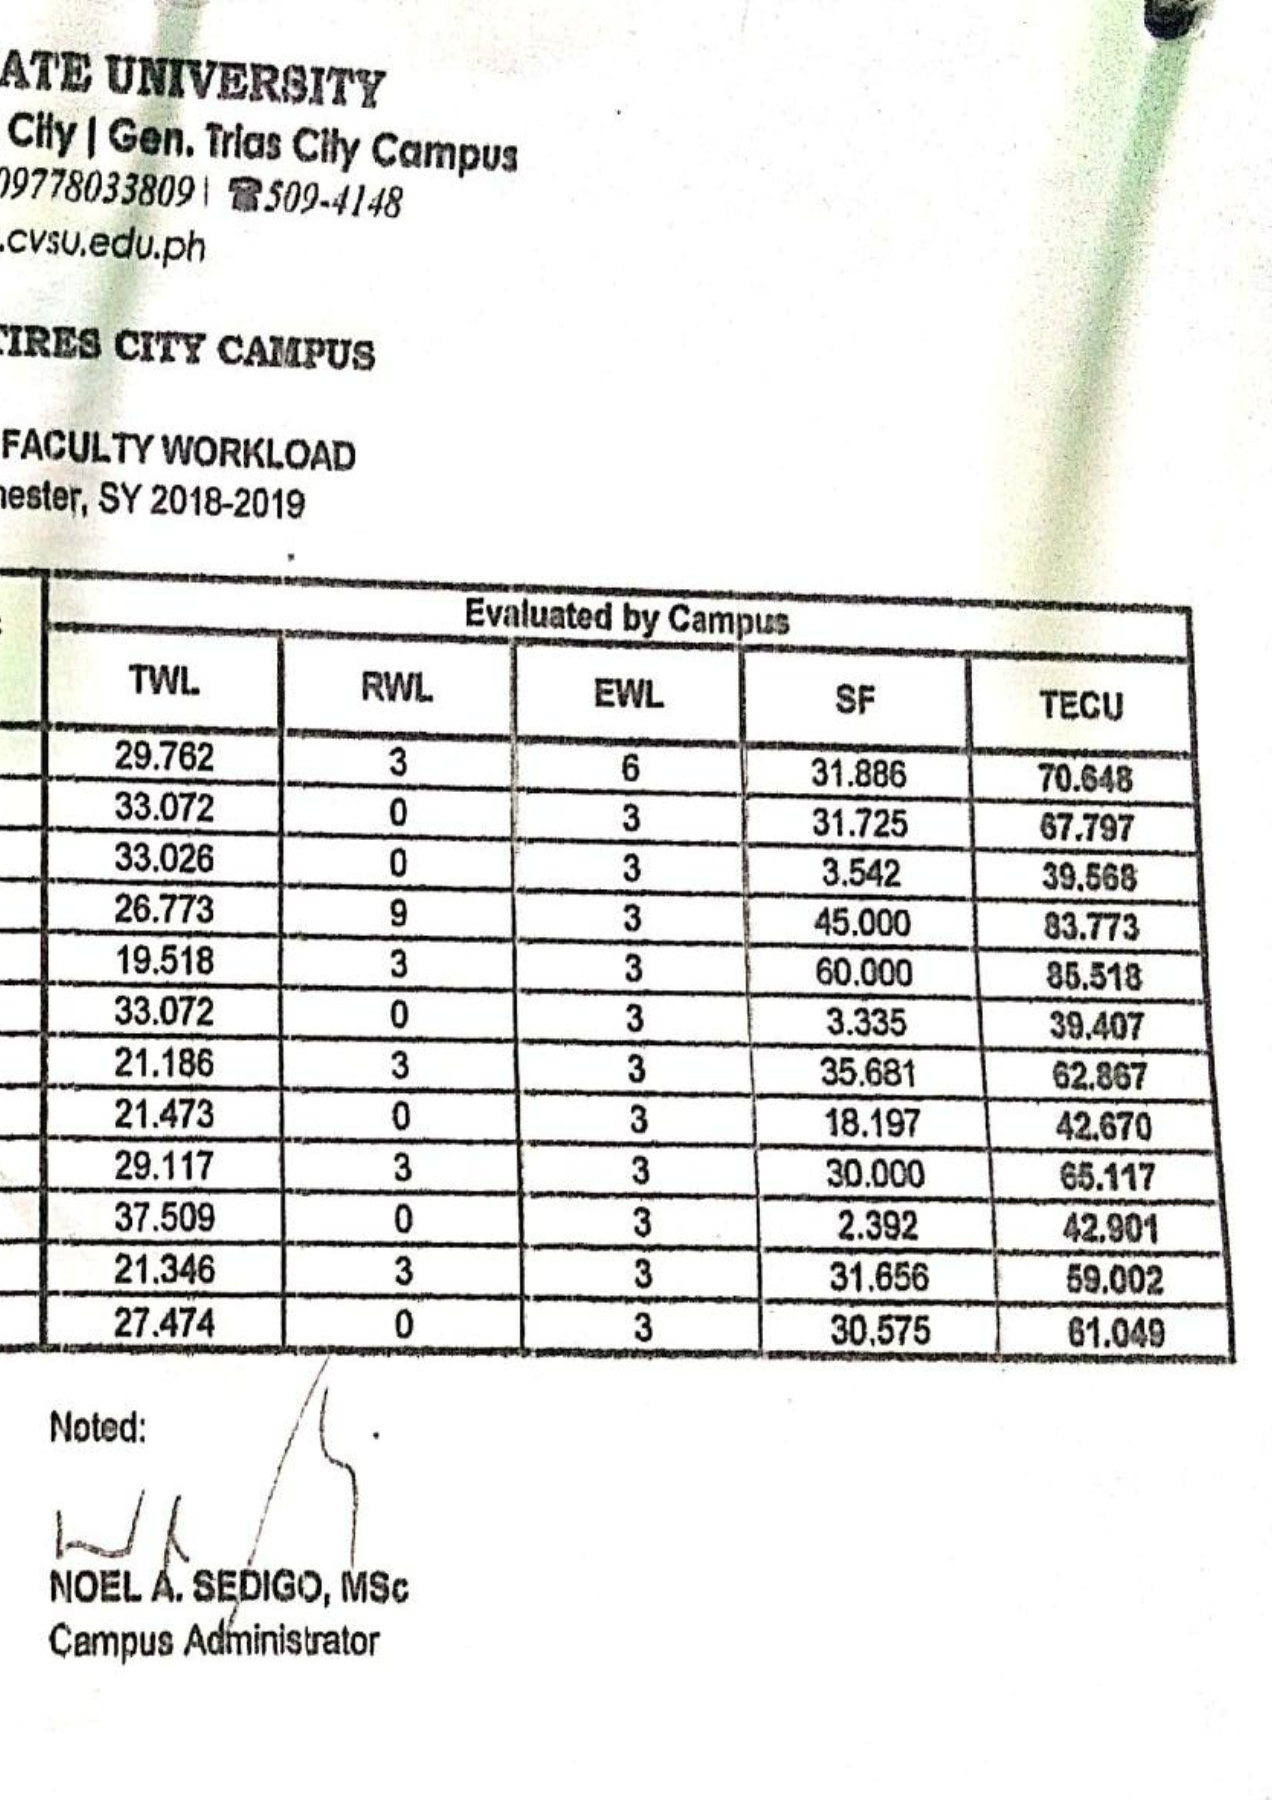 ATE UNIVERSITY
City | Gen. Trias City Campus
09778033809 | ☎509-4148
.cvsu.edu.ph
TIRES CITY CAMPUS
FACULTY WORKLOAD
nester, SY 2018-2019
Evaluated by Campus
TWL RWL EWL SF TECU
29.762 3 6 31.886 70.648
33.072 0 3 31.725 67.797
33.026 0 3 3.542 39.568
26.773 9 3 45.000 83.773
19.518 3 3 60.000 85.518
33.072 0 3 3.335 39.407
21.186 3 3 35.681 62.867
21.473 0 3 18.197 42.670
29.117 3 3 30.000 65.117
37.509 0 3 2.392 42.901
21.346 3 3 31.656 59.002
27.474 0 3 30.575 61.049
Noted:
NOEL A. SEDIGO, MSc
Campus Administrator